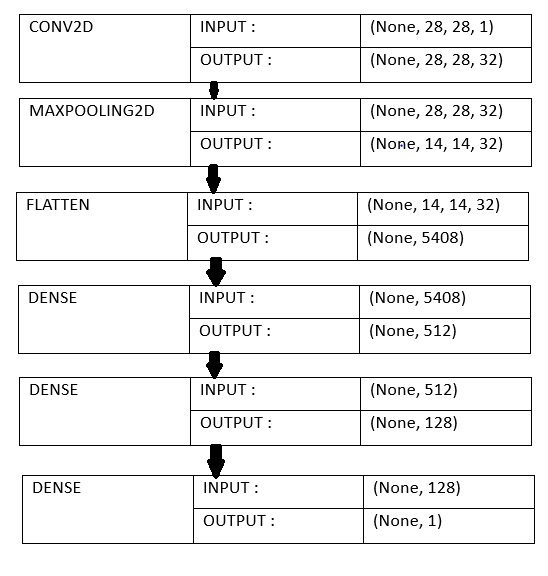 CONV2D INPUT : (None, 28, 28, 1)
OUTPUT : (None, 28, 28, 32)
MAXPOOLING2D INPUT : (None, 28, 28, 32)
OUTPUT : (None, 14, 14, 32)
FLATTEN INPUT : (None, 14, 14, 32)
OUTPUT : (None, 5408)
DENSE INPUT : (None, 5408)
OUTPUT : (None, 512)
DENSE INPUT : (None, 512)
OUTPUT : (None, 128)
DENSE INPUT : (None, 128)
OUTPUT : (None, 1)